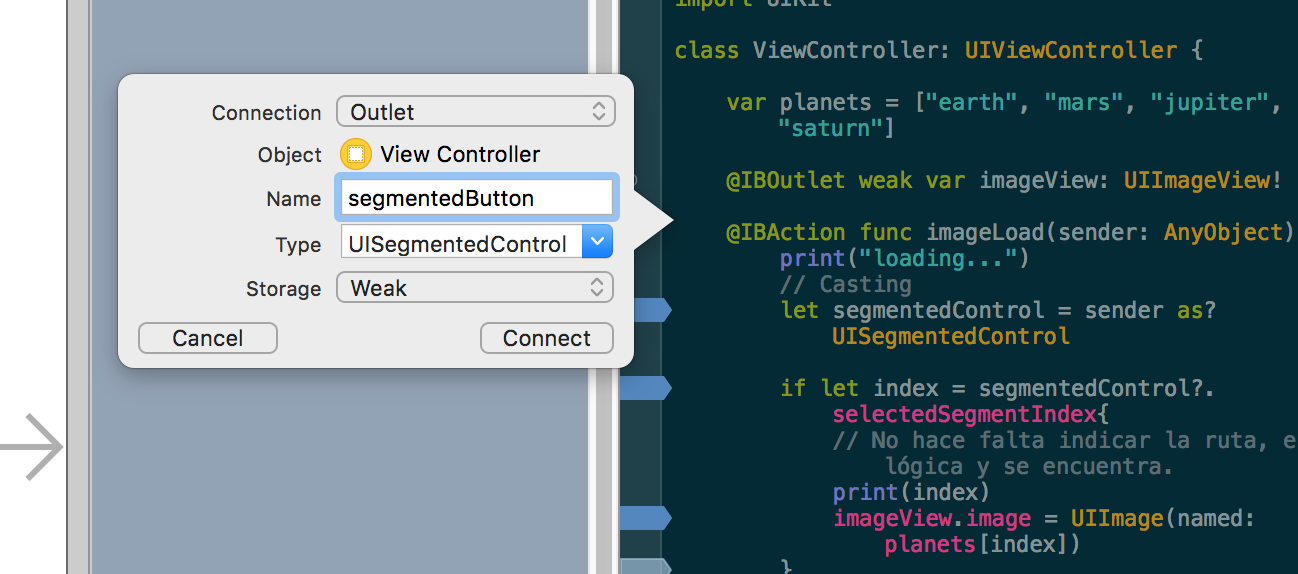 Connection Outlet
Object View Controller
Name segmentedButton
Type UISegmentedControl
Storage Weak
Cancel Connect
import UIKit
class ViewController: UIViewController {
var planets = ["earth", "mars", "jupiter",
"saturn"]
@IBOutlet weak var imageView: UIImageView!
@IBAction func imageLoad(sender: AnyObject)
print("loading...")
// Casting
let segmentedControl = sender as?
UISegmentedControl
if let index = segmentedControl?.
selectedSegmentIndex{
// No hace falta indicar la ruta, e
lógica y se encuentra.
print(index)
imageView.image = UIImage(named:
planets[index])
}